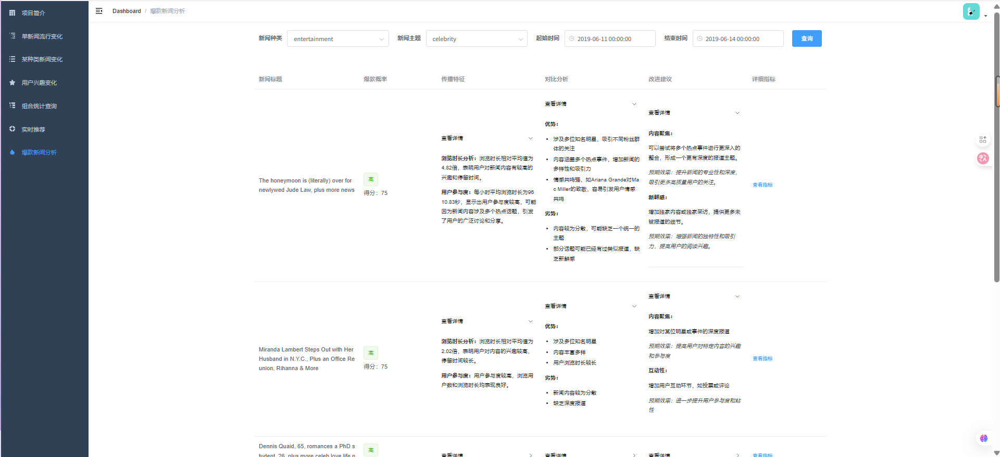 项目简介
单新闻流行变化
某种类新闻变化
用户兴趣变化
组合统计查询
实时推荐
爆款新闻分析
Dashboard / 爆款新闻分析
新闻种类 entertainment 新闻主题 celebrity 起始时间 2019-06-11 00:00:00 结束时间 2019-06-14 00:00:00 查询
新闻标题 爆款概率 传播特征 对比分析 改进建议 详细指标
The honeymoon is (literally) over for
newlywed Jude Law, plus more news
高
得分：75
查看详情
浏览时长分析：浏览时长相对平均值为
4.82倍，表明用户对新闻内容有较高的
兴趣和停留时间。
用户参与度：每小时平均浏览时长为96
10.83秒，显示出用户参与度较高，可能
因为新闻内容涉及多个热点话题，引发
了用户的广泛讨论和分享。
查看详情
优势：
• 涉及多位知名明星，吸引不同粉丝群
体的关注
• 内容涵盖多个热点事件，增加新闻的
多样性和吸引力
• 情感共鸣强，如Ariana Grande对Ma
c Miller的致敬，容易引发用户情感
共鸣
劣势：
• 内容较为分散，可能缺乏一个统一的
主题
• 部分话题可能已经有过类似报道，缺
乏新鲜感
查看详情
内容聚焦：
可以尝试将多个热点事件进行更深入的
整合，形成一个更有深度的报道主题。
预期效果：提升新闻的专业性和深度，
吸引更多高质量用户的关注。
新鲜感：
增加独家内容或独家采访，提供更多未
被报道的细节。
预期效果：增强新闻的独特性和吸引
力，提高用户的阅读兴趣。
查看指标
Miranda Lambert Steps Out with Her
Husband in N.Y.C., Plus an Office Re
union, Rihanna & More
高
得分：75
查看详情
浏览时长分析：浏览时长相对平均值为
2.02倍，表明用户对内容的兴趣较高，
停留时间较长。
用户参与度：用户参与度较高，浏览用
户数和浏览时长均表现良好。
查看详情
优势：
• 涉及多位知名明星
• 内容丰富多样
• 用户浏览时长较长
劣势：
• 新闻内容较为分散
• 缺乏深度报道
查看详情
内容聚焦：
增加对某位明星或事件的深度报道
预期效果：提高用户对特定内容的兴趣
和参与度
互动性：
增加用户互动环节，如投票或评论
预期效果：进一步提升用户参与度和粘
性
查看指标
Dennis Quaid, 65, romances a PhD s
tudent, 26, plus more celeb love life n
高
查看详情
查看详情
查看详情
查看指标